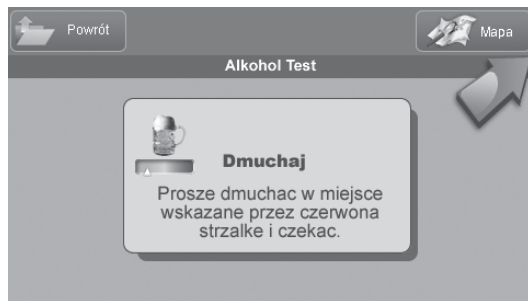 Powrót
Mapa
Alkohol Test
Dmuchaj
Prosze dmuchac w miejsce
wskazane przez czerwona
strzalke i czekac.